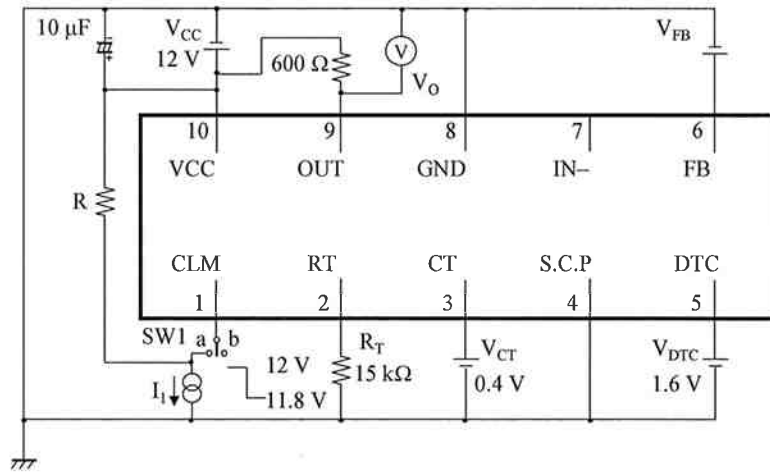 10 µF
VCC
12 V
600 Ω
V
VO
VFB
10 9 8 7 6
VCC OUT GND IN− FB
R
CLM RT CT S.C.P DTC
1 2 3 4 5
SW1 a b
I1
12 V
11.8 V
RT
15 kΩ
VCT
0.4 V
VDTC
1.6 V